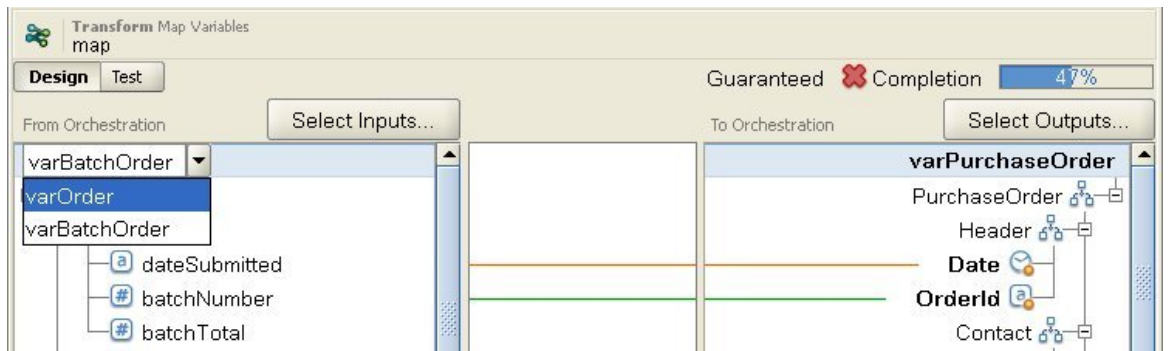 Transform Map Variables
map
Design Test
Guaranteed Completion 47%
From Orchestration Select Inputs... To Orchestration Select Outputs...
varBatchOrder varPurchaseOrder
varOrder PurchaseOrder
varBatchOrder Header
dateSubmitted Date
batchNumber OrderId
batchTotal Contact